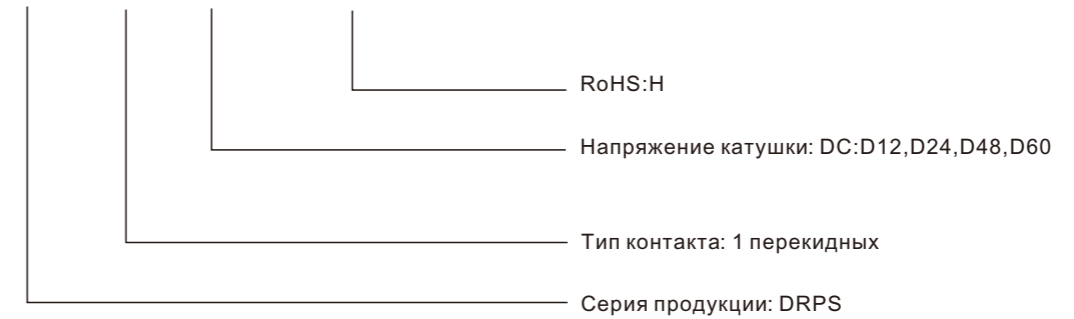 RoHS:H
Напряжение катушки: DC:D12,D24,D48,D60
Тип контакта: 1 перекидных
Серия продукции: DRPS